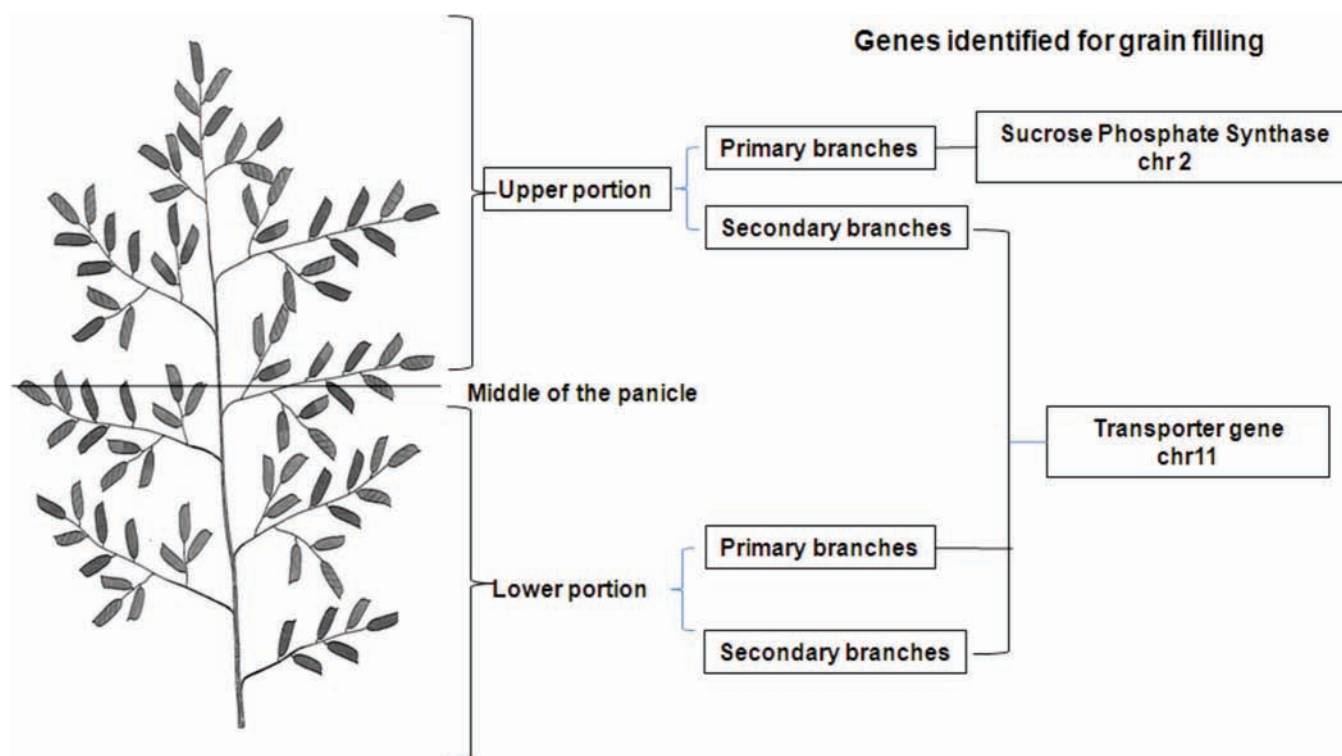 Genes identified for grain filling
Primary branches
Sucrose Phosphate Synthase
chr 2
Upper portion
Secondary branches
Middle of the panicle
Transporter gene
chr11
Primary branches
Lower portion
Secondary branches